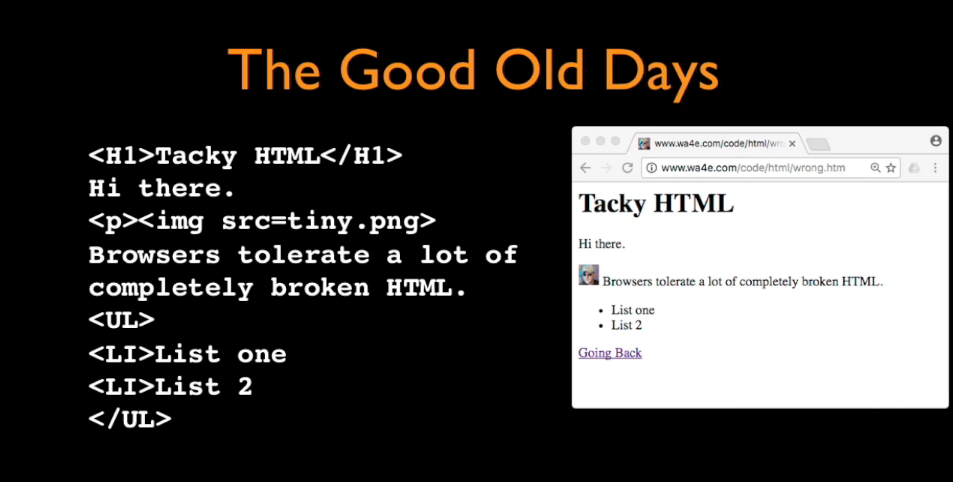 The Good Old Days
<H1>Tacky HTML</H1>
Hi there.
<p><img src=tiny.png>
Browsers tolerate a lot of
completely broken HTML.
<UL>
<LI>List one
<LI>List 2
</UL>
www.wa4e.com/code/html/wro
www.wa4e.com/code/html/wrong.htm
Tacky HTML
Hi there.
Browsers tolerate a lot of completely broken HTML.
• List one
• List 2
Going Back